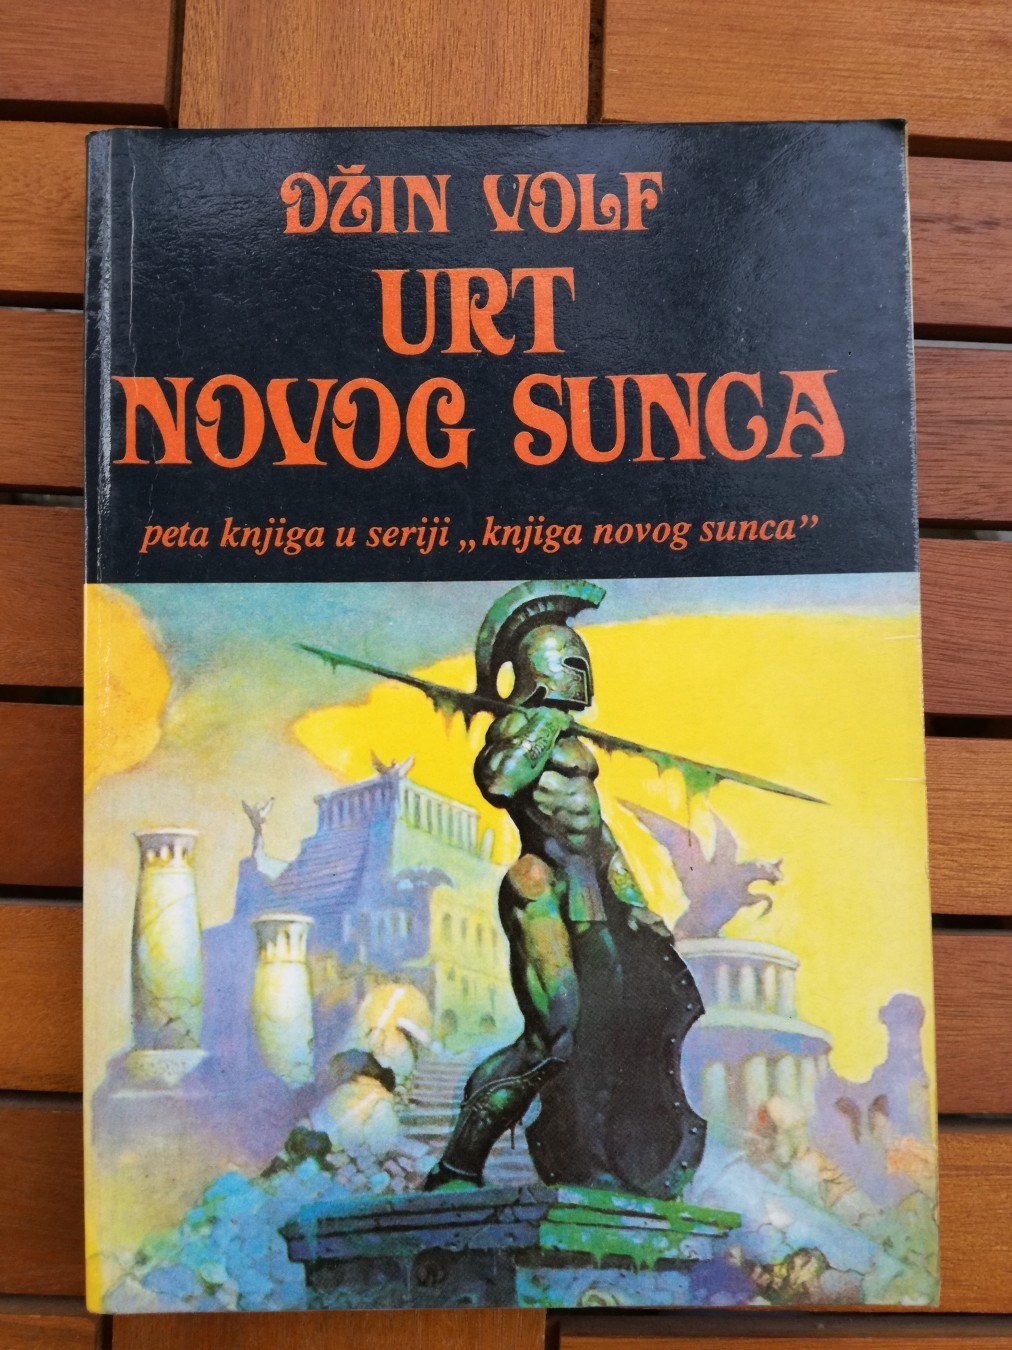 DŽIN VOLF
URT
NOVOG SUNCA
peta knjiga u seriji „knjiga novog sunca”